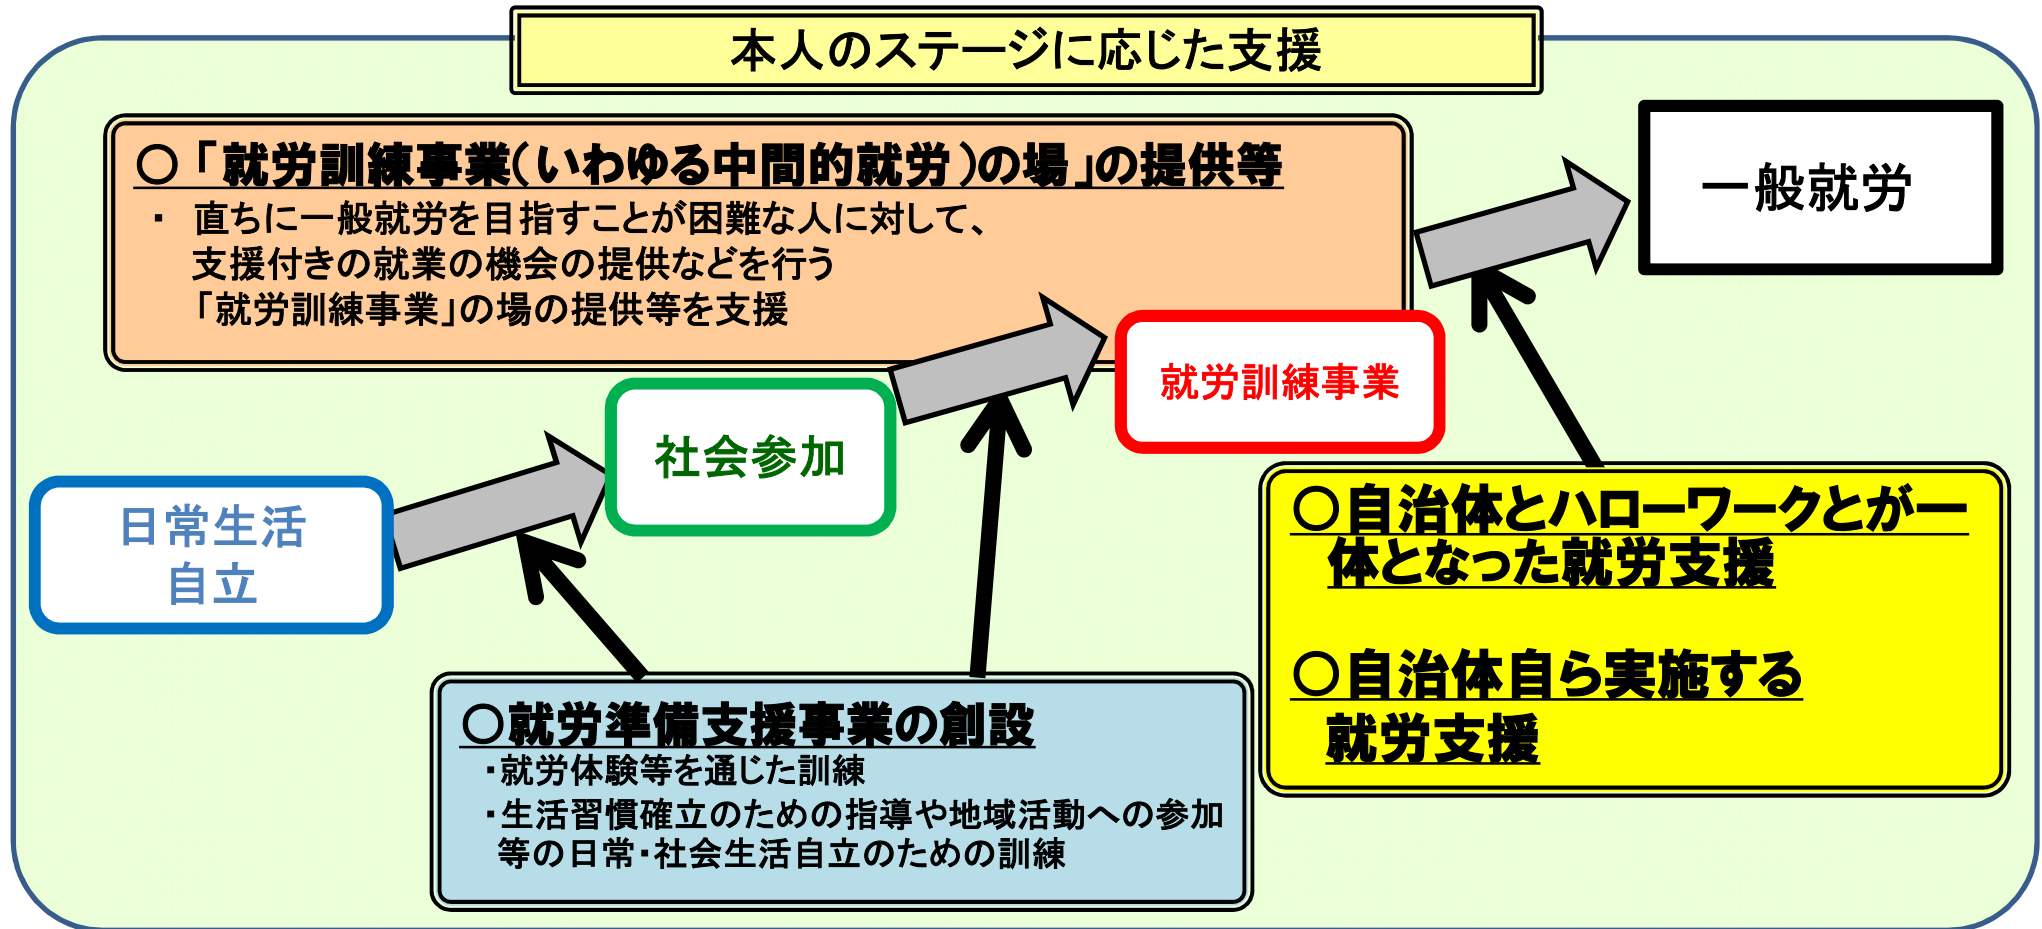 本人のステージに応じた支援
○「就労訓練事業(いわゆる中間的就労)の場」の提供等
・ 直ちに一般就労を目指すことが困難な人に対して、
支援付きの就業の機会の提供などを行う
「就労訓練事業」の場の提供等を支援
一般就労
就労訓練事業
社会参加
日常生活
自立
○自治体とハローワークとが一
体となった就労支援
○自治体自ら実施する
就労支援
○就労準備支援事業の創設
・就労体験等を通じた訓練
・生活習慣確立のための指導や地域活動への参加
等の日常・社会生活自立のための訓練